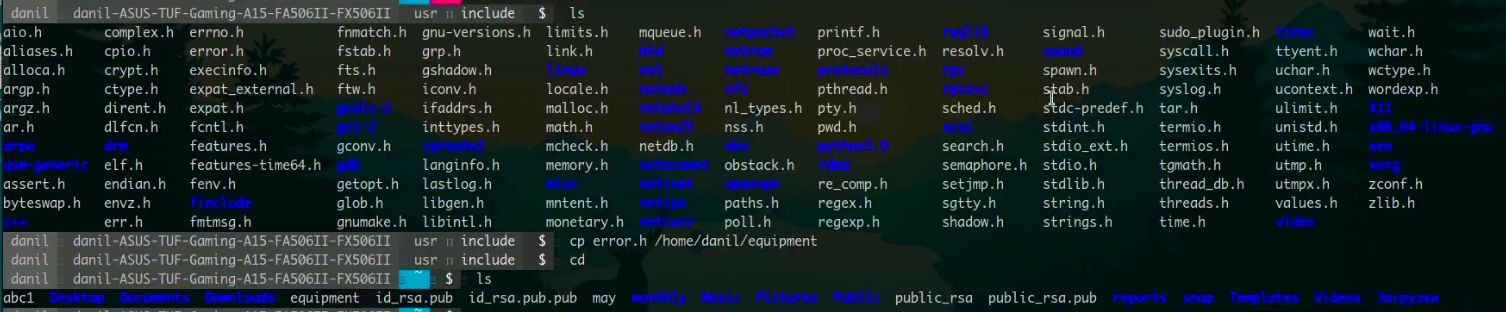 danil danil-ASUS-TUF-Gaming-A15-FA506II-FX506II usr include $ ls
aio.h complex.h errno.h fnmatch.h gnu-versions.h limits.h mqueue.h netpacket printf.h reglib signal.h sudo_plugin.h tirpc wait.h
aliases.h cpio.h error.h fstab.h grp.h link.h mtd netrom proc_service.h resolv.h sound syscall.h ttyent.h wchar.h
alloca.h crypt.h execinfo.h fts.h gshadow.h linux net netrose protocols rpc spawn.h sysexits.h uchar.h wctype.h
argp.h ctype.h expat_external.h ftw.h iconv.h locale.h netash nfs pthread.h rpcsvc stab.h syslog.h ucontext.h wordexp.h
argz.h dirent.h expat.h gcalc-2 ifaddrs.h malloc.h netatalk nl_types.h pty.h sched.h stdc-predef.h tar.h ulimit.h X11
ar.h dlfcn.h fcntl.h gci-2 inttypes.h math.h netax25 nss.h pwd.h scsi stdint.h termio.h unistd.h x86_64-linux-gnu
arpa drm features.h gconv.h iproute2 mcheck.h netdb.h obs python3.9 search.h stdio_ext.h termios.h utime.h xen
asm-generic elf.h features-time64.h gdb langinfo.h memory.h neteconet obstack.h rdma semaphore.h stdio.h tgmath.h utmp.h xorg
assert.h endian.h fenv.h getopt.h lastlog.h misc netinet openvpn re_comp.h setjmp.h stdlib.h thread_db.h utmpx.h zconf.h
byteswap.h envz.h finclude glob.h libgen.h mntent.h netipx paths.h regex.h sgtty.h string.h threads.h values.h zlib.h
c++ err.h fmtmsg.h gnumake.h libintl.h monetary.h netiucv poll.h regexp.h shadow.h strings.h time.h video
danil danil-ASUS-TUF-Gaming-A15-FA506II-FX506II usr include $ cp error.h /home/danil/equipment
danil danil-ASUS-TUF-Gaming-A15-FA506II-FX506II usr include $ cd
danil danil-ASUS-TUF-Gaming-A15-FA506II-FX506II ~ $ ls
abc1 Desktop Documents Downloads equipment id_rsa.pub id_rsa.pub.pub may monthly Music Pictures Public public_rsa public_rsa.pub reports snap Templates Videos Загрузки